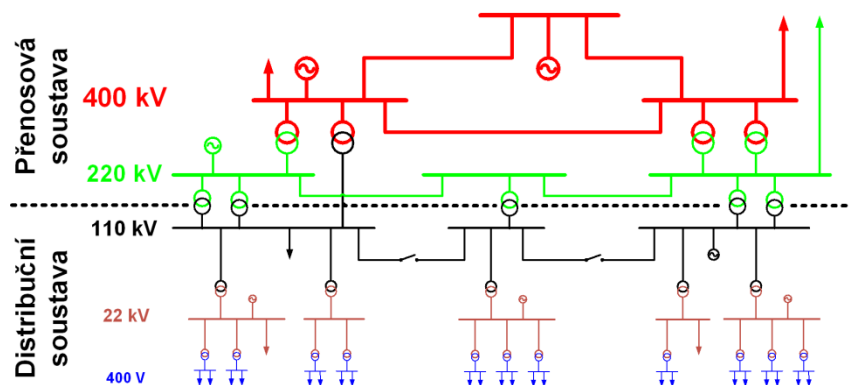 Přenosová
soustava
400 kV
220 kV
Distribuční
soustava
110 kV
22 kV
400 V